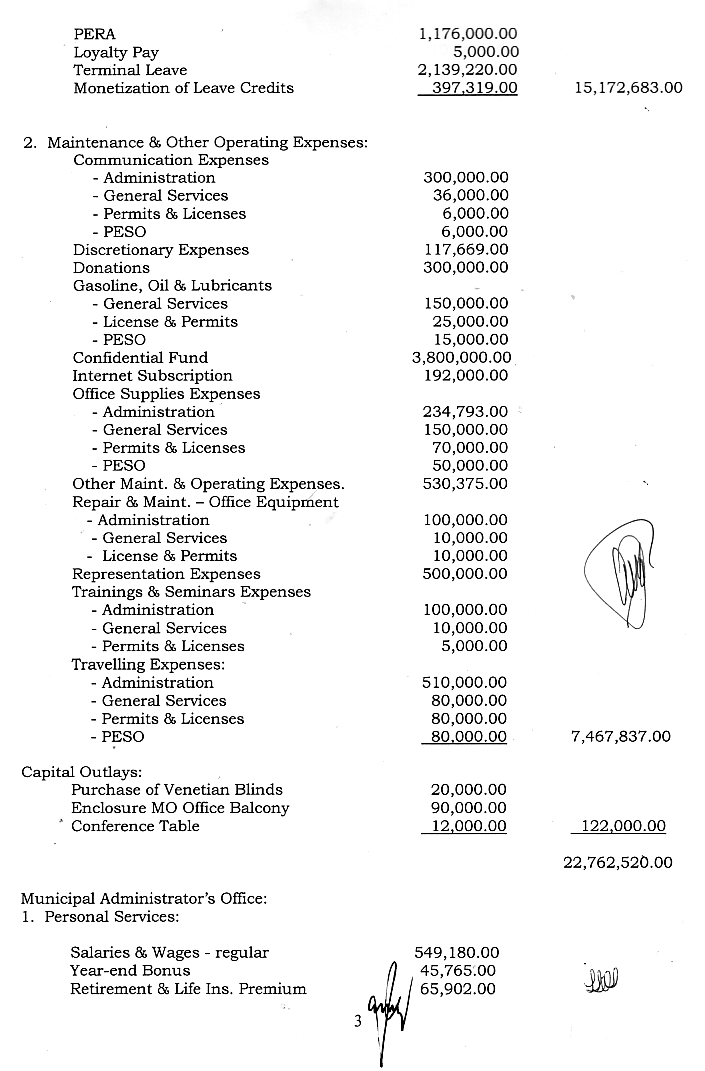 PERA 1,176,000.00
Loyalty Pay 5,000.00
Terminal Leave 2,139,220.00
Monetization of Leave Credits 397,319.00 15,172,683.00
2. Maintenance & Other Operating Expenses:
Communication Expenses
- Administration 300,000.00
- General Services 36,000.00
- Permits & Licenses 6,000.00
- PESO 6,000.00
Discretionary Expenses 117,669.00
Donations 300,000.00
Gasoline, Oil & Lubricants
- General Services 150,000.00
- License & Permits 25,000.00
- PESO 15,000.00
Confidential Fund 3,800,000.00
Internet Subscription 192,000.00
Office Supplies Expenses
- Administration 234,793.00
- General Services 150,000.00
- Permits & Licenses 70,000.00
- PESO 50,000.00
Other Maint. & Operating Expenses. 530,375.00
Repair & Maint. – Office Equipment
- Administration 100,000.00
- General Services 10,000.00
- License & Permits 10,000.00
Representation Expenses 500,000.00
Trainings & Seminars Expenses
- Administration 100,000.00
- General Services 10,000.00
- Permits & Licenses 5,000.00
Travelling Expenses:
- Administration 510,000.00
- General Services 80,000.00
- Permits & Licenses 80,000.00
- PESO 80,000.00 7,467,837.00
Capital Outlays:
Purchase of Venetian Blinds 20,000.00
Enclosure MO Office Balcony 90,000.00
Conference Table 12,000.00 122,000.00
22,762,520.00
Municipal Administrator's Office:
1. Personal Services:
Salaries & Wages - regular 549,180.00
Year-end Bonus 45,765.00
Retirement & Life Ins. Premium 65,902.00
3